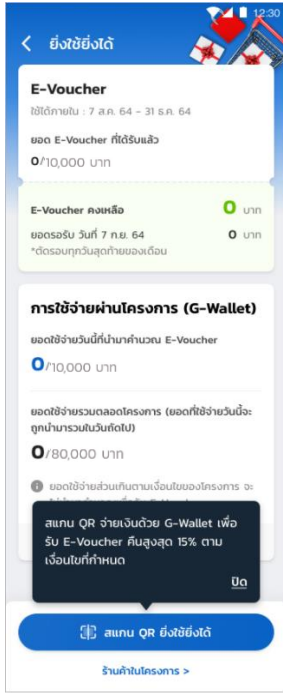 12:30
ยิ่งใช้ยิ่งได้
E-Voucher
ใช้ได้ภายใน : 7 ส.ค. 64 - 31 ธ.ค. 64
ยอด E-Voucher ที่ได้รับแล้ว
0/10,000 บาท
E-Voucher คงเหลือ 0 บาท
ยอดรอรับ วันที่ 7 ก.ย. 64 0 บาท
*ตัดรอบทุกวันสุดท้ายของเดือน
การใช้จ่ายผ่านโครงการ (G-Wallet)
ยอดใช้จ่ายวันนี้ที่นำมาคำนวณ E-Voucher
0/10,000 บาท
ยอดใช้จ่ายรวมตลอดโครงการ (ยอดที่ใช้จ่ายวันนี้จะ
ถูกนำมารวมในวันถัดไป)
0/80,000 บาท
ยอดใช้จ่ายส่วนเกินตามเงื่อนไขของโครงการ จะ
สแกน QR จ่ายเงินด้วย G-Wallet เพื่อ
รับ E-Voucher คืนสูงสุด 15% ตาม
เงื่อนไขที่กำหนด
ปิด
สแกน QR ยิ่งใช้ยิ่งได้
ร้านค้าในโครงการ >